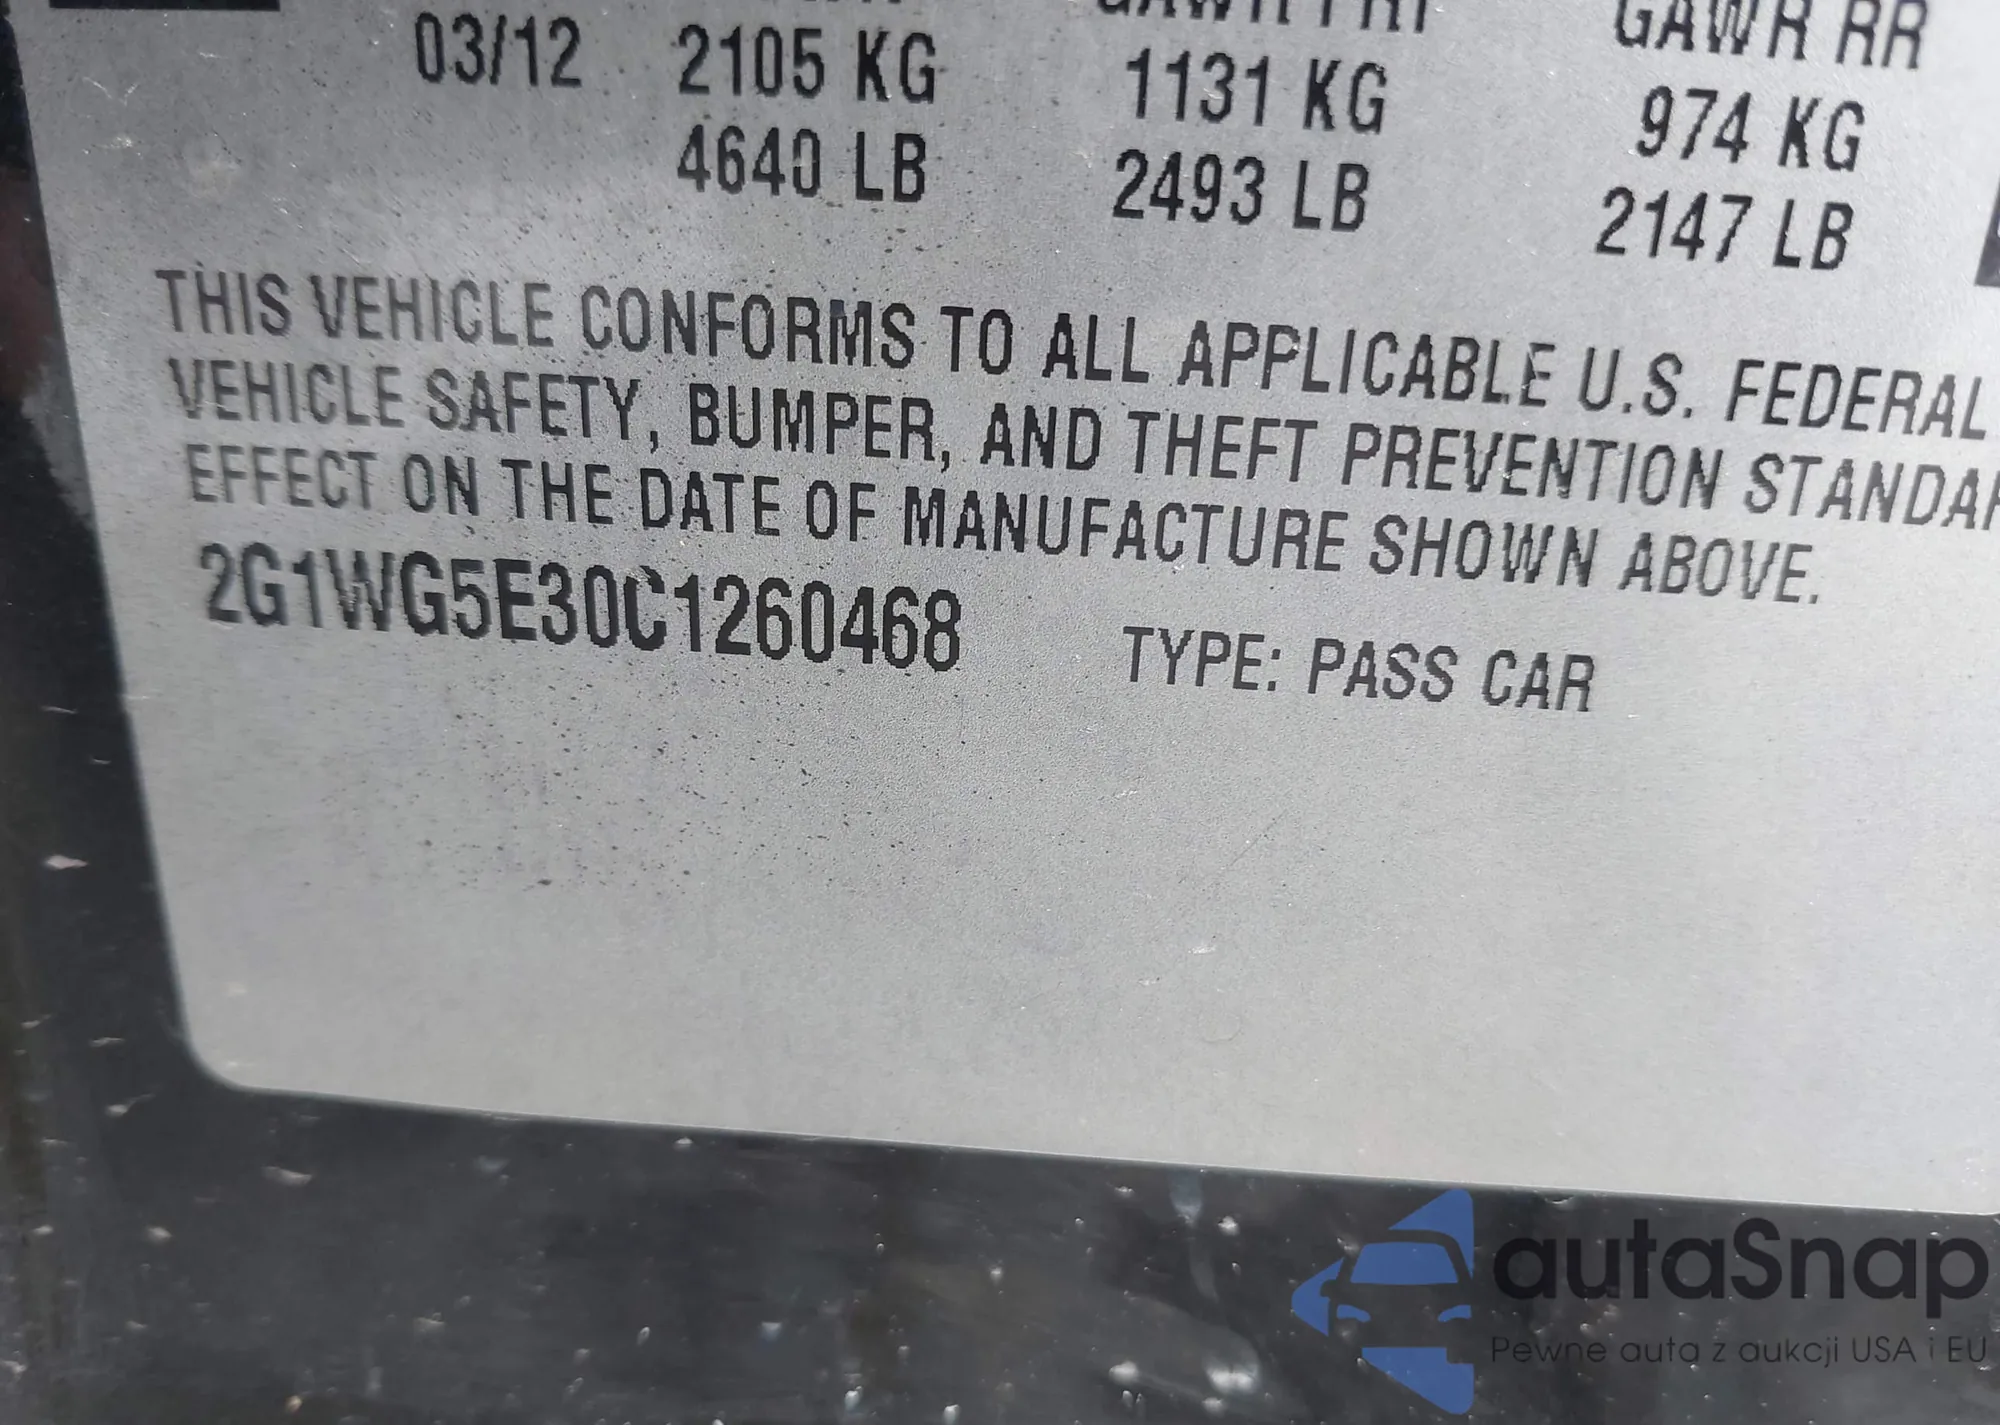 GAWR RR
03/12 2105 KG 1131 KG 974 KG
4640 LB 2493 LB 2147 LB
THIS VEHICLE CONFORMS TO ALL APPLICABLE U.S. FEDERAL
VEHICLE SAFETY, BUMPER, AND THEFT PREVENTION STANDAR
EFFECT ON THE DATE OF MANUFACTURE SHOWN ABOVE.
2G1WG5E30C1260468 TYPE: PASS CAR
autaSnap
Pewne auta z aukcji USA i EU